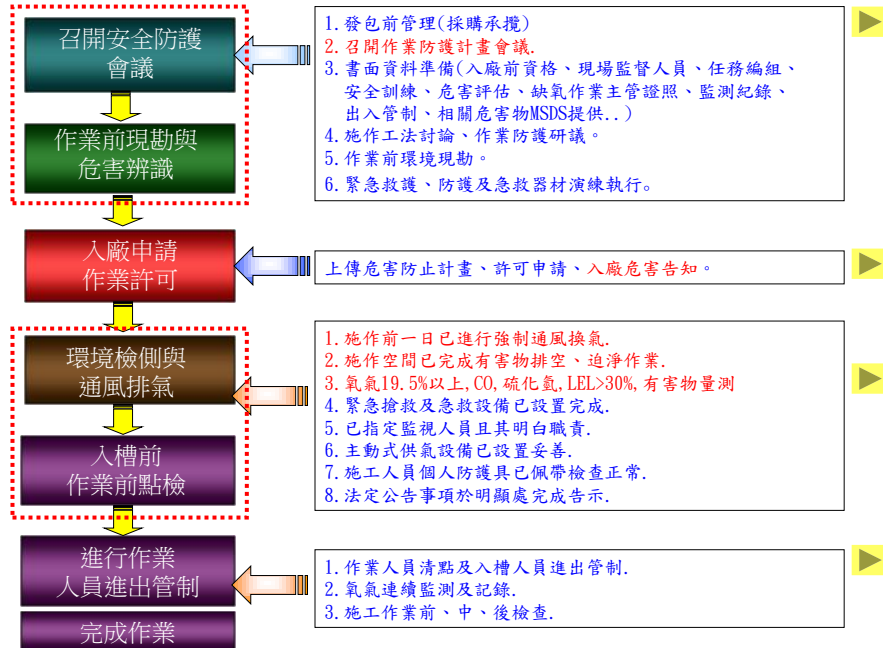 召開安全防護
會議
1.發包前管理(採購承攬)
2.召開作業防護計畫會議.
3.書面資料準備(入廠前資格、現場監督人員、任務編組、
安全訓練、危害評估、缺氧作業主管證照、監測紀錄、
出入管制、相關危害物MSDS提供..)
4.施作工法討論、作業防護研議。
5.作業前環境現勘。
6.緊急救護、防護及急救器材演練執行。
作業前現勘與
危害辨識
入廠申請
作業許可
上傳危害防止計畫、許可申請、入廠危害告知。
環境檢側與
通風排氣
1.施作前一日已進行強制通風換氣.
2.施作空間已完成有害物排空、迫淨作業.
3.氧氣19.5%以上,CO,硫化氫,LEL>30%,有害物量測
4.緊急搶救及急救設備已設置完成.
5.已指定監視人員且其明白職責.
6.主動式供氣設備已設置妥善.
7.施工人員個人防護具已佩帶檢查正常.
8.法定公告事項於明顯處完成告示.
入槽前
作業前點檢
進行作業
人員進出管制
1.作業人員清點及入槽人員進出管制.
2.氧氣連續監測及記錄.
3.施工作業前、中、後檢查.
完成作業